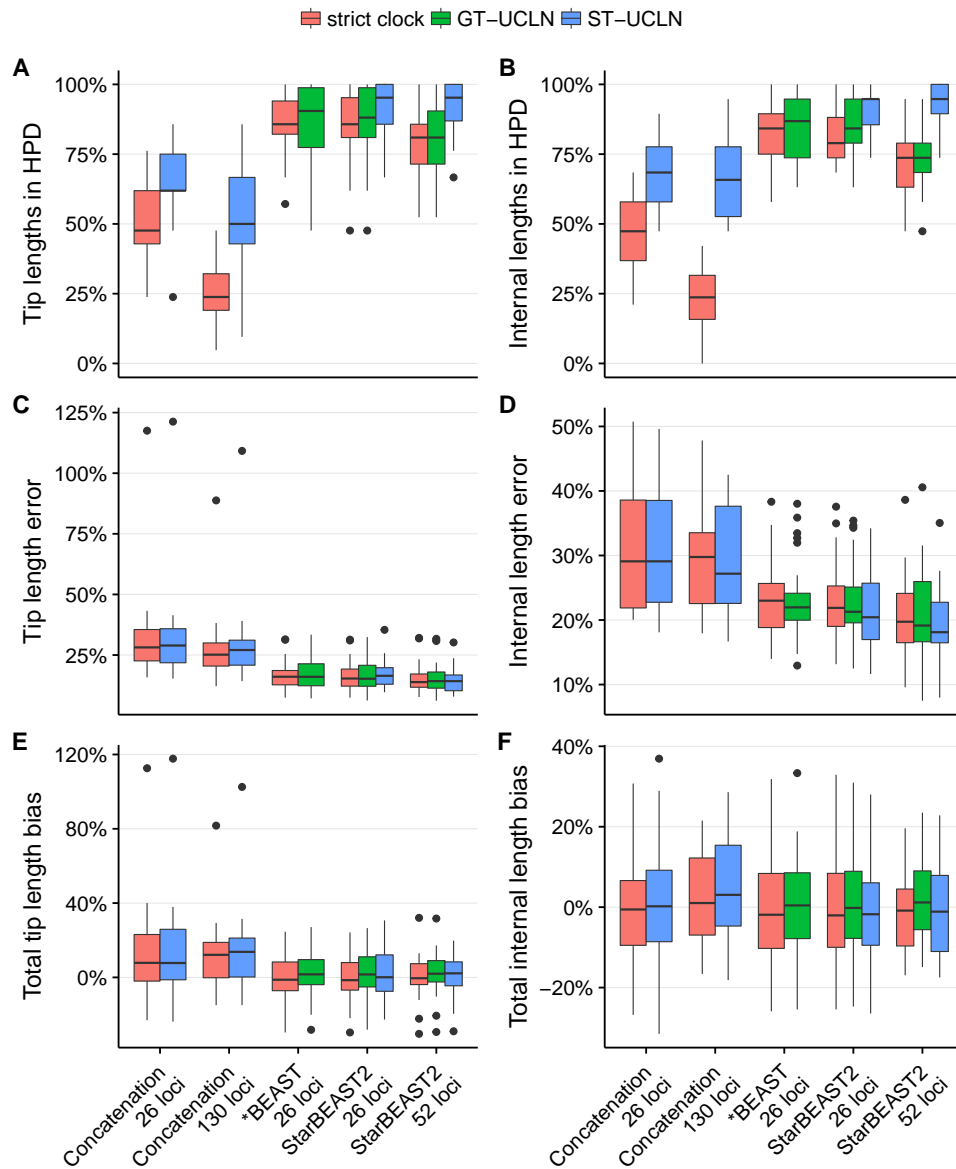 strict clock GT−UCLN ST−UCLN
A
B
Tip lengths in HPD
100%
75%
50%
25%
0%
Internal lengths in HPD
100%
75%
50%
25%
0%
C
D
Tip length error
125%
100%
75%
50%
25%
Internal length error
50%
40%
30%
20%
10%
E
F
Total tip length bias
120%
80%
40%
0%
Total internal length bias
40%
20%
0%
−20%
Concatenation
26 loci
Concatenation
130 loci
*BEAST
26 loci
StarBEAST2
26 loci
StarBEAST2
52 loci
Concatenation
26 loci
Concatenation
130 loci
*BEAST
26 loci
StarBEAST2
26 loci
StarBEAST2
52 loci